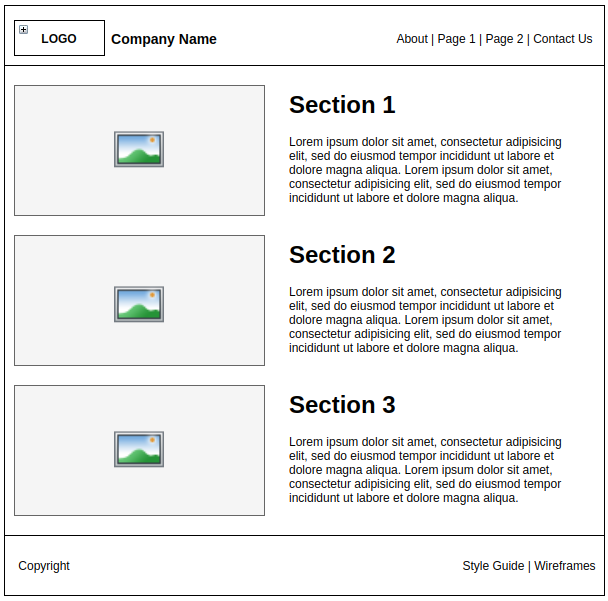 LOGO
Company Name
About | Page 1 | Page 2 | Contact Us
Section 1
Lorem ipsum dolor sit amet, consectetur adipisicing
elit, sed do eiusmod tempor incididunt ut labore et
dolore magna aliqua. Lorem ipsum dolor sit amet,
consectetur adipisicing elit, sed do eiusmod tempor
incididunt ut labore et dolore magna aliqua.
Section 2
Lorem ipsum dolor sit amet, consectetur adipisicing
elit, sed do eiusmod tempor incididunt ut labore et
dolore magna aliqua. Lorem ipsum dolor sit amet,
consectetur adipisicing elit, sed do eiusmod tempor
incididunt ut labore et dolore magna aliqua.
Section 3
Lorem ipsum dolor sit amet, consectetur adipisicing
elit, sed do eiusmod tempor incididunt ut labore et
dolore magna aliqua. Lorem ipsum dolor sit amet,
consectetur adipisicing elit, sed do eiusmod tempor
incididunt ut labore et dolore magna aliqua.
Copyright
Style Guide | Wireframes